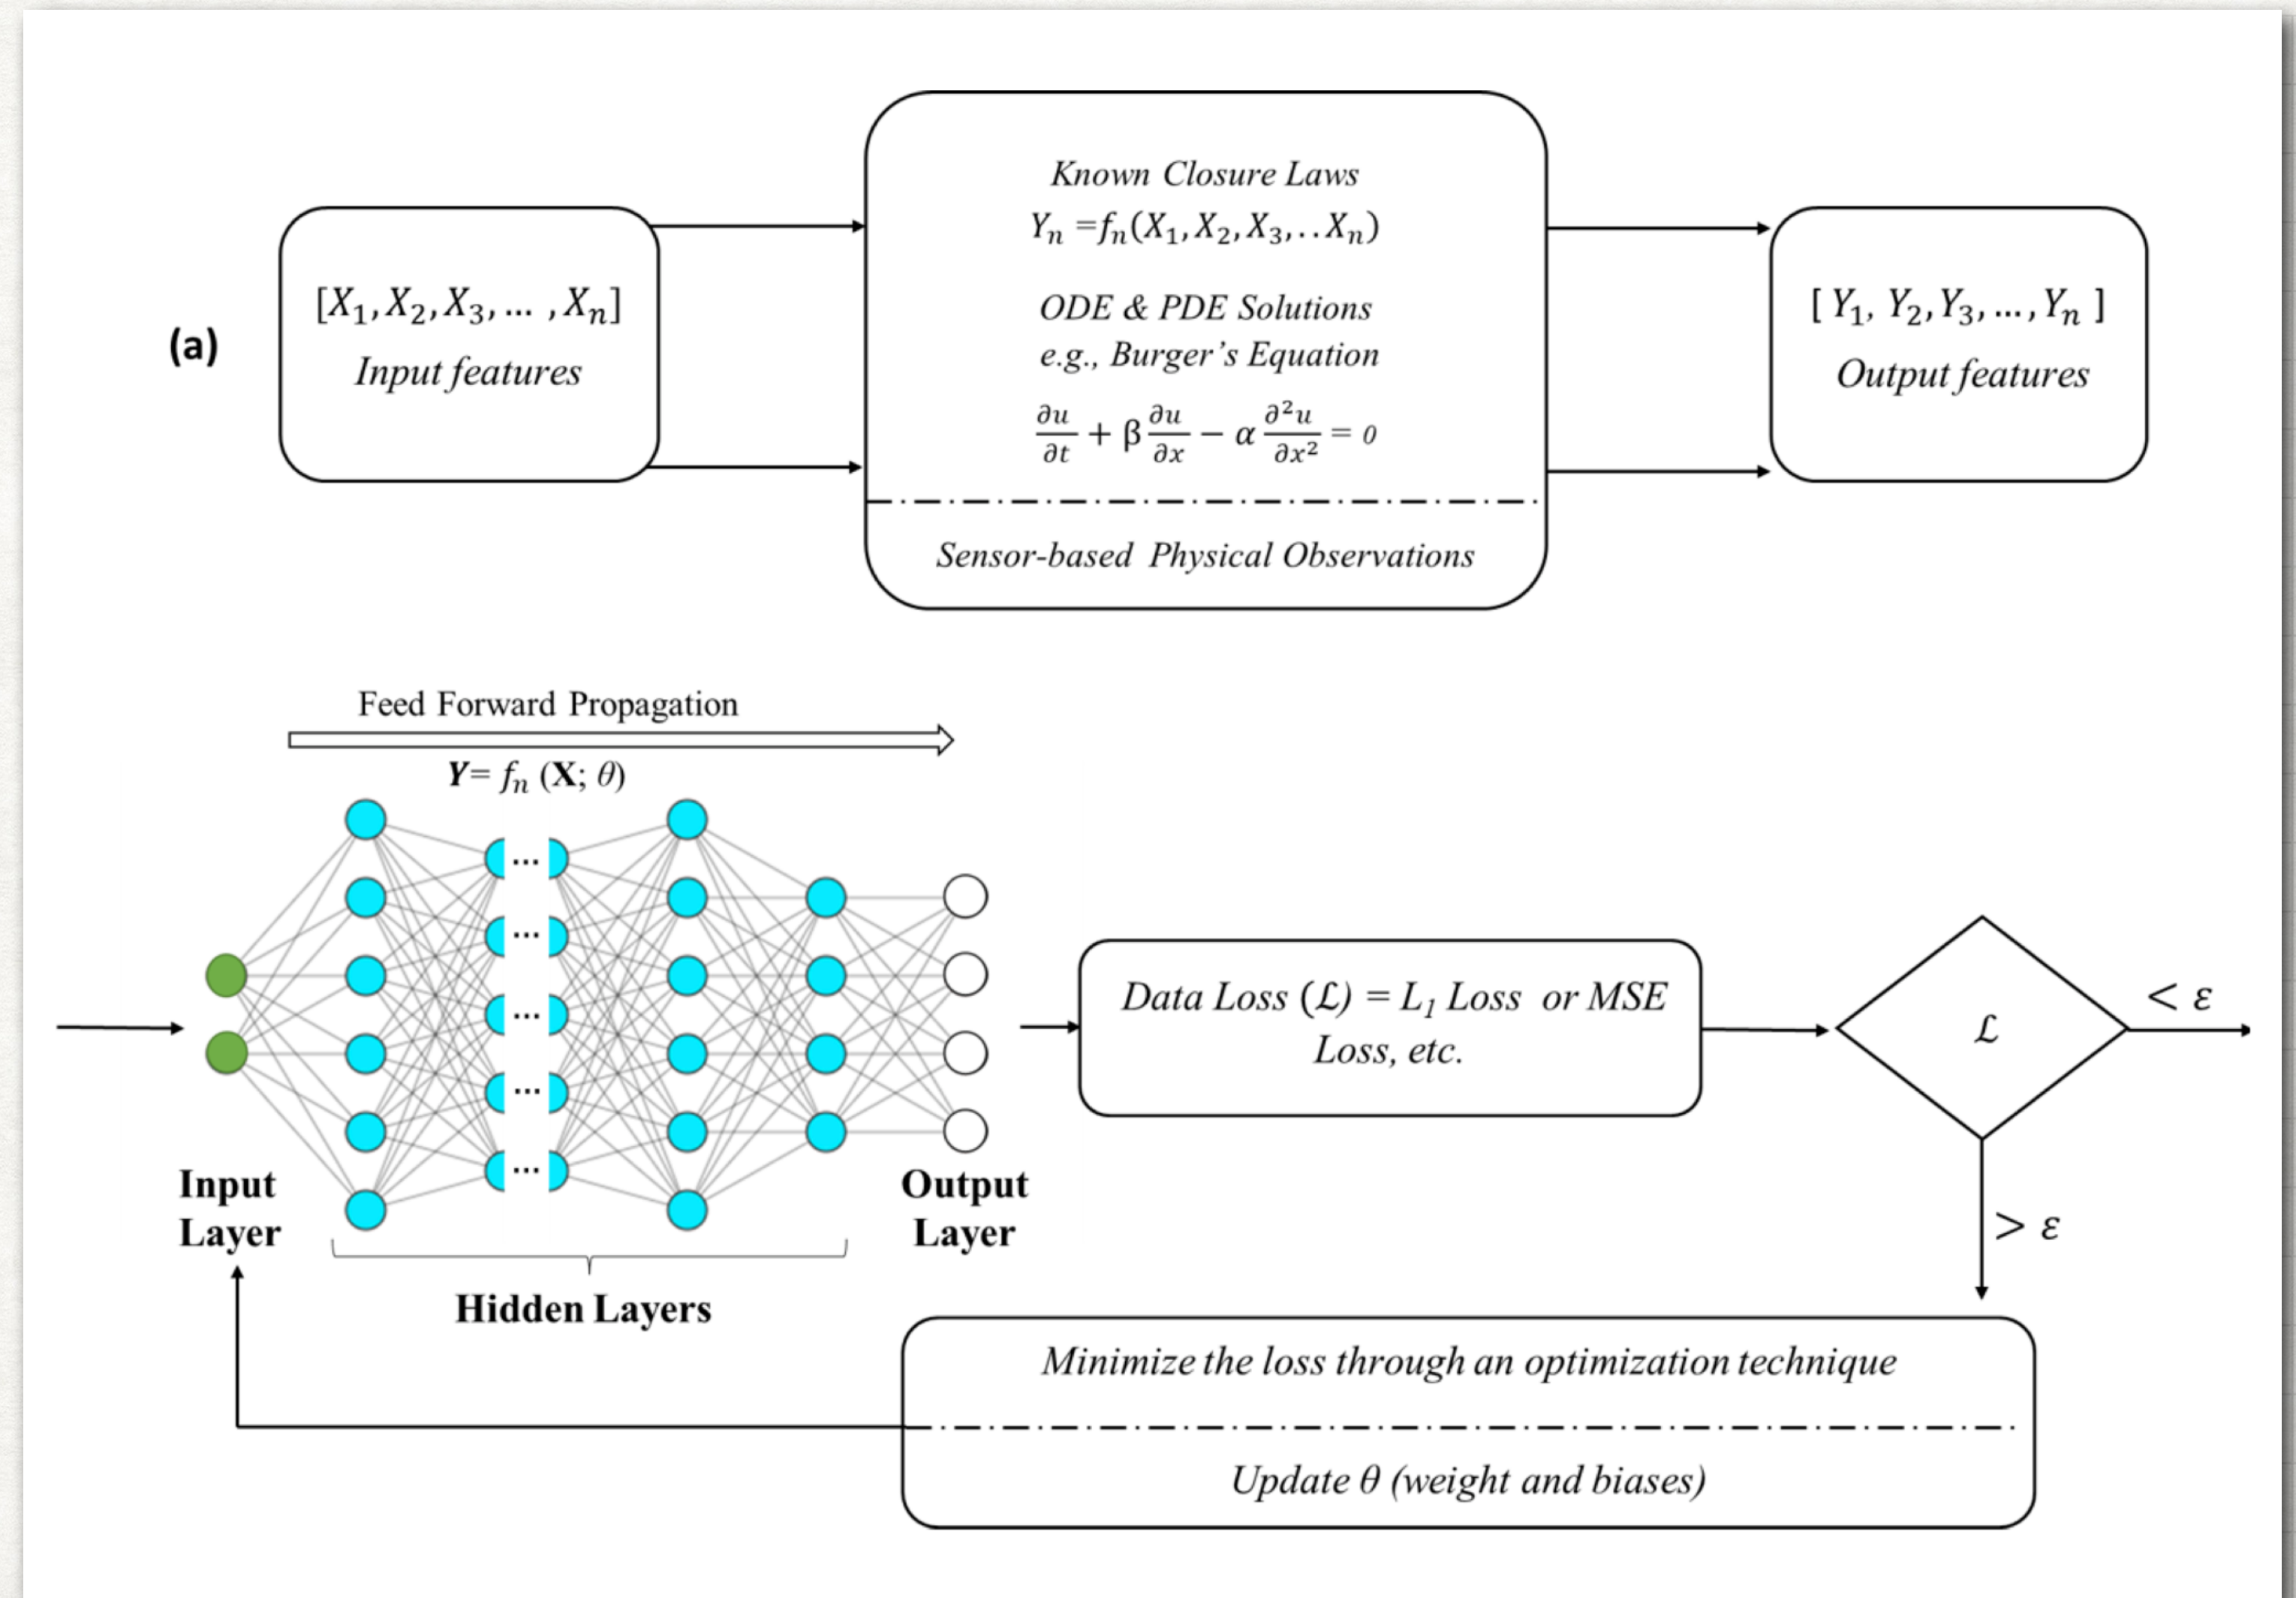 (a)
[X₁, X₂, X₃, ... , Xₙ]
Input features
Known Closure Laws
Yₙ =fₙ(X₁, X₂, X₃, . . Xₙ)
ODE & PDE Solutions
e.g., Burger’s Equation
∂u/∂t + β ∂u/∂x − α ∂²u/∂x² = 0
Sensor-based Physical Observations
[ Y₁, Y₂, Y₃, ..., Yₙ ]
Output features
Feed Forward Propagation
Y= fₙ (X; θ)
...
...
...
...
...
Input
Layer
Hidden Layers
Output
Layer
Data Loss (ℒ) = L₁ Loss or MSE
Loss, etc.
ℒ
< ε
> ε
Minimize the loss through an optimization technique
Update θ (weight and biases)